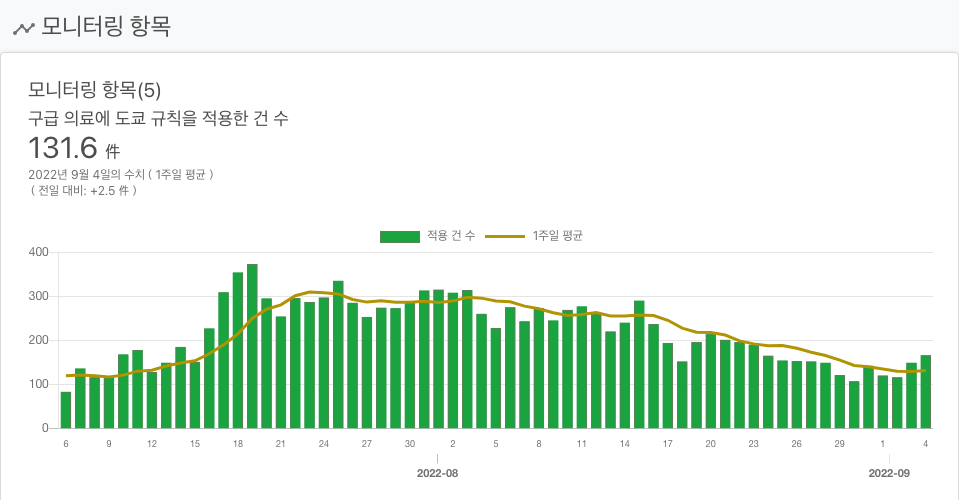 모니터링 항목
모니터링 항목(5)
구급 의료에 도쿄 규칙을 적용한 건 수
131.6 件
2022년 9월 4일의 수치 ( 1주일 평균 )
( 전일 대비: +2.5 件 )
적용 건 수 1주일 평균
400
300
200
100
0
6 9 12 15 18 21 24 27 30 2 5 8 11 14 17 20 23 26 29 1 4
2022-08 2022-09